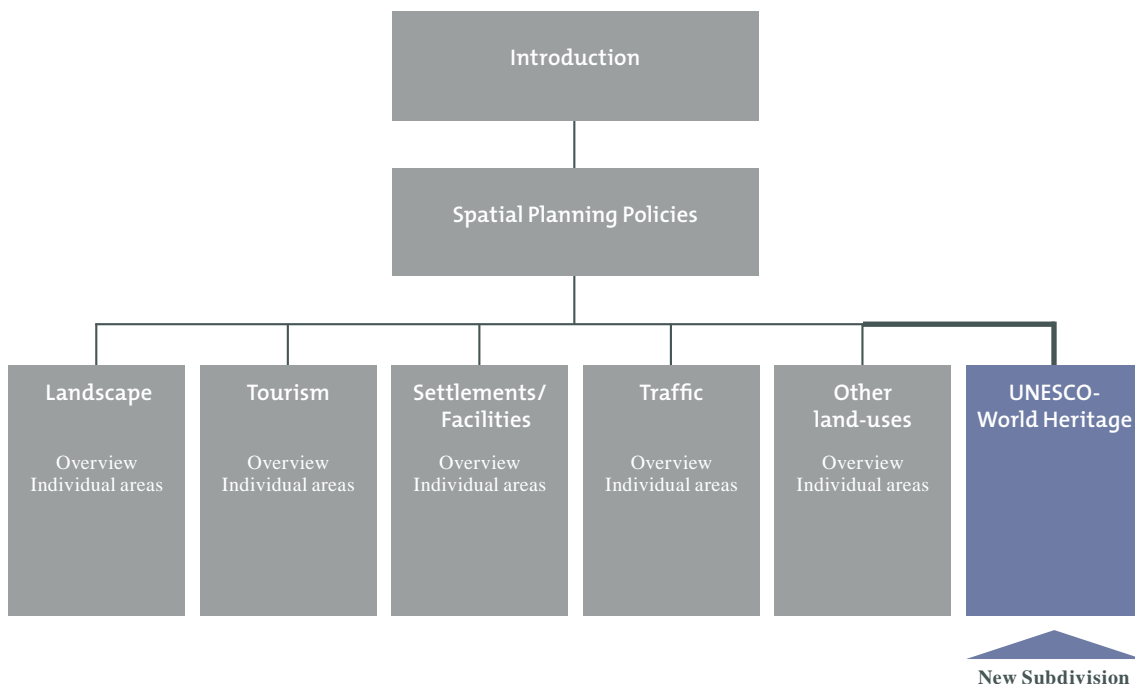 Introduction
Spatial Planning Policies
Landscape
Overview
Individual areas
Tourism
Overview
Individual areas
Settlements/
Facilities
Overview
Individual areas
Traffic
Overview
Individual areas
Other
land-uses
Overview
Individual areas
UNESCO-
World Heritage
New Subdivision